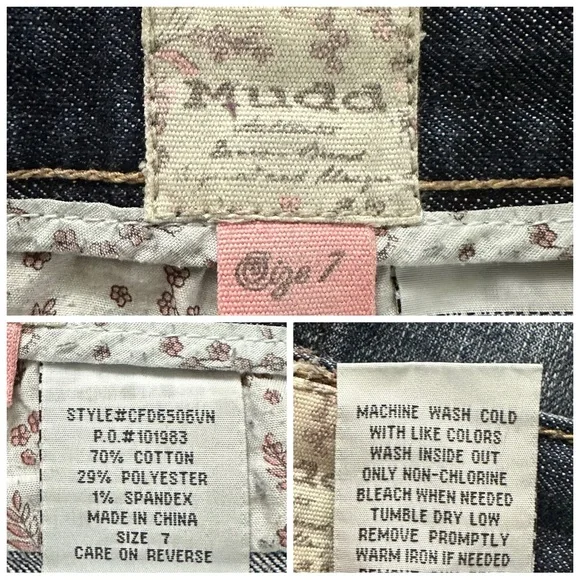 Mudd
Authentic
Size 7
STYLE#CFD6506VN
P.O.#101983
70% COTTON
29% POLYESTER
1% SPANDEX
MADE IN CHINA
SIZE 7
CARE ON REVERSE
MACHINE WASH COLD
WITH LIKE COLORS
WASH INSIDE OUT
ONLY NON-CHLORINE
BLEACH WHEN NEEDED
TUMBLE DRY LOW
REMOVE PROMPTLY
WARM IRON IF NEEDED